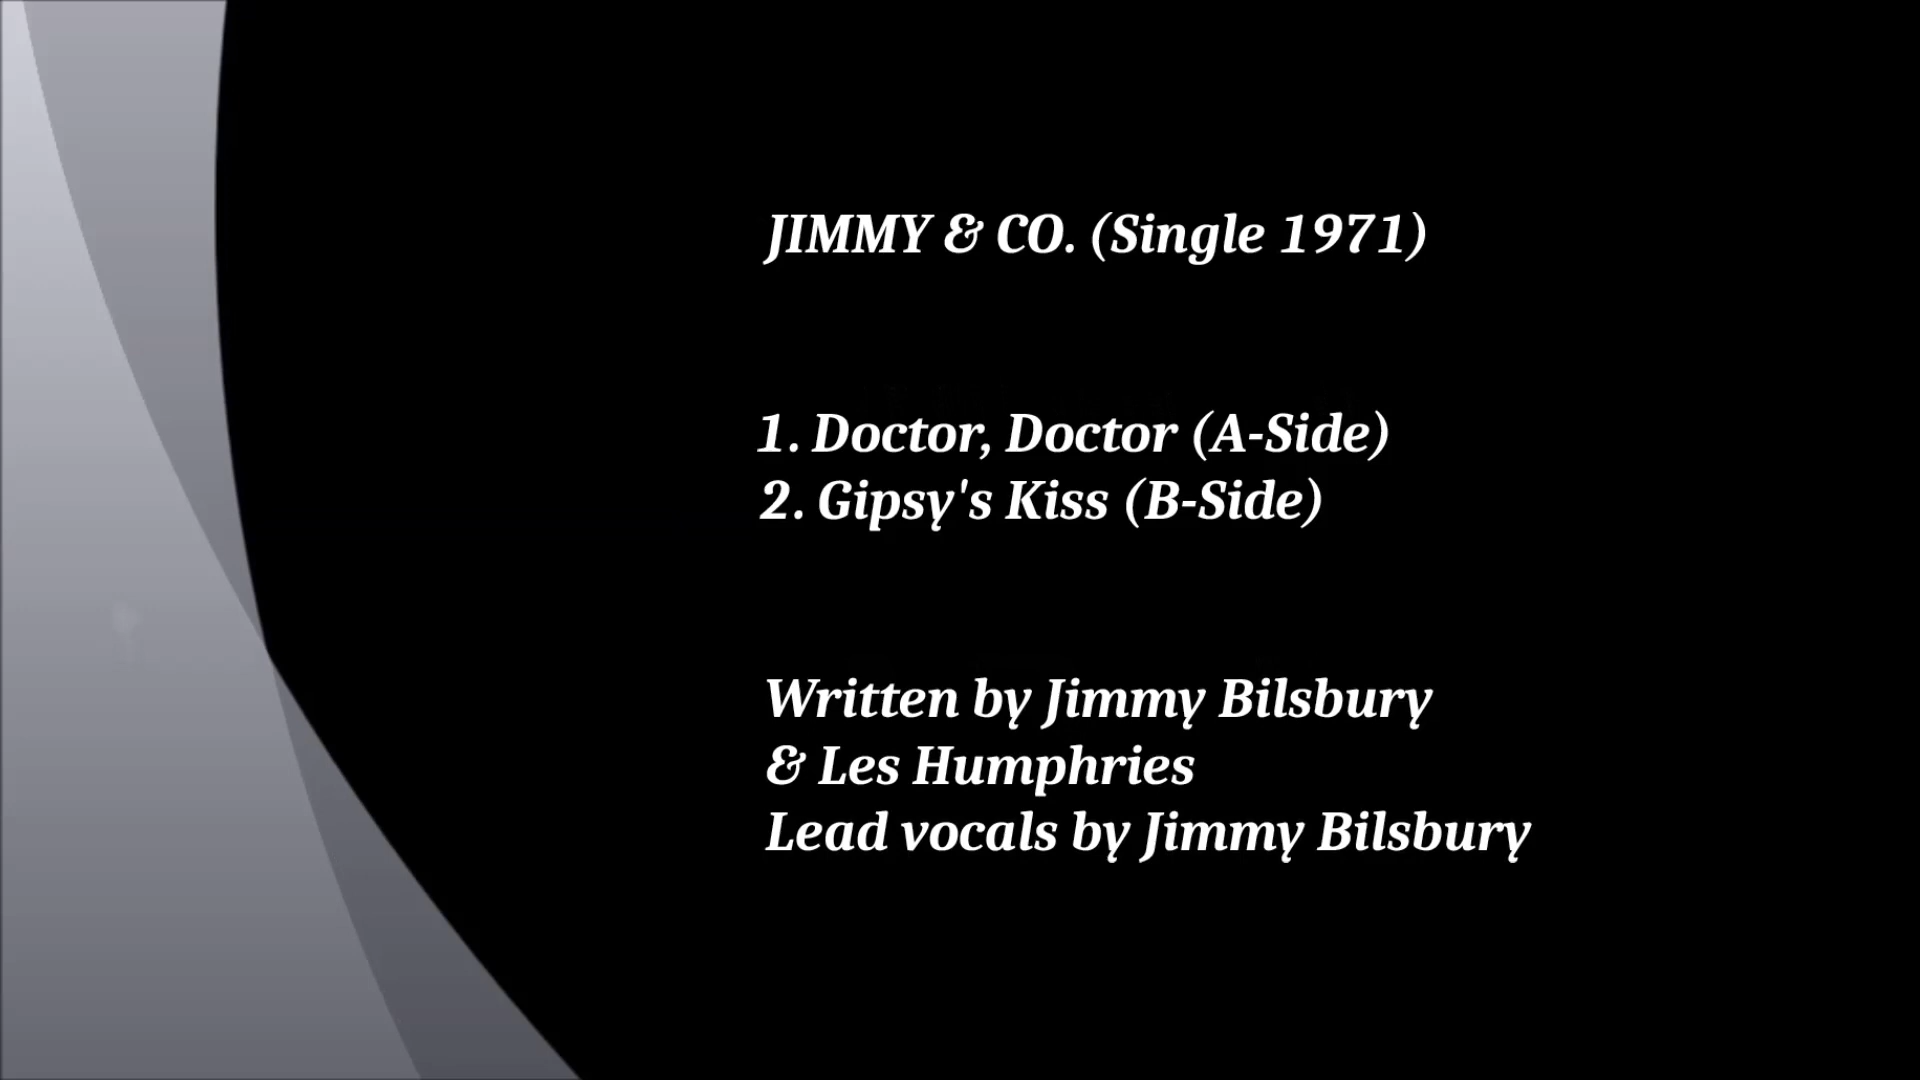 JIMMY & CO. (Single 1971)
1. Doctor, Doctor (A-Side)
2. Gipsy's Kiss (B-Side)
Written by Jimmy Bilsbury
& Les Humphries
Lead vocals by Jimmy Bilsbury